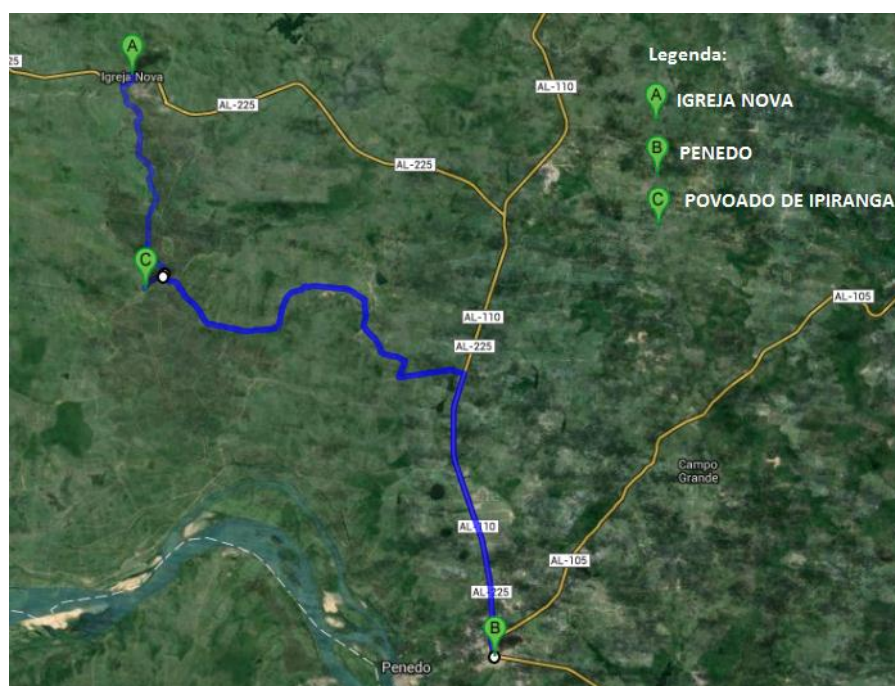 Legenda:
A IGREJA NOVA
B PENEDO
C POVOADO DE IPIRANGA
A
Igreja Nova
25
AL-225
AL-110
AL-225
C
AL-110
AL-225
AL-105
Campo
Grande
AL-110
AL-105
AL-225
B
Penedo